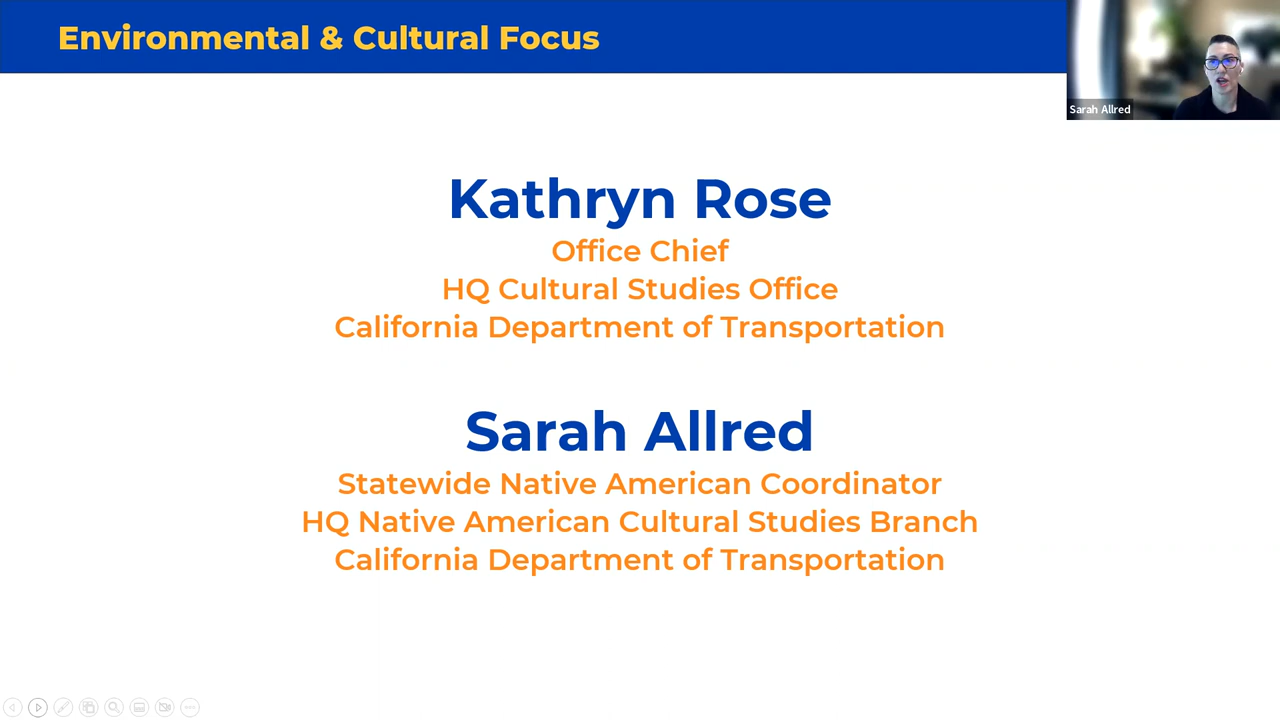 Environmental & Cultural Focus
Sarah Allred
Kathryn Rose
Office Chief
HQ Cultural Studies Office
California Department of Transportation
Sarah Allred
Statewide Native American Coordinator
HQ Native American Cultural Studies Branch
California Department of Transportation